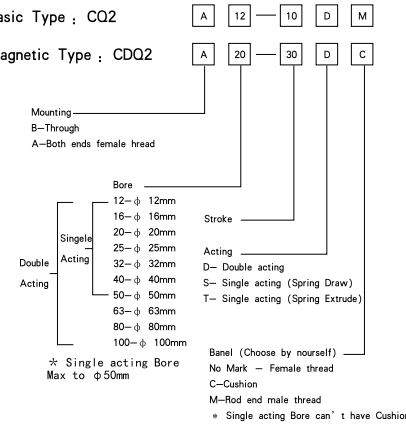 asic Type : CQ2 A 12 — 10 D M
agnetic Type : CDQ2 A 20 — 30 D C
Mounting
B—Through
A—Both ends female hread
Bore
12—ϕ 12mm
16—ϕ 16mm
20—ϕ 20mm
25—ϕ 25mm
32—ϕ 32mm
40—ϕ 40mm
50—ϕ 50mm
63—ϕ 63mm
80—ϕ 80mm
100—ϕ 100mm
Singele
Acting
Double
Acting
* Single acting Bore
Max to ϕ50mm
Stroke
Acting
D— Double acting
S— Single acting (Spring Draw)
T— Single acting (Spring Extrude)
Banel (Choose by nourself)
No Mark — Female thread
C—Cushion
M—Rod end male thread
* Single acting Bore can't have Cushion